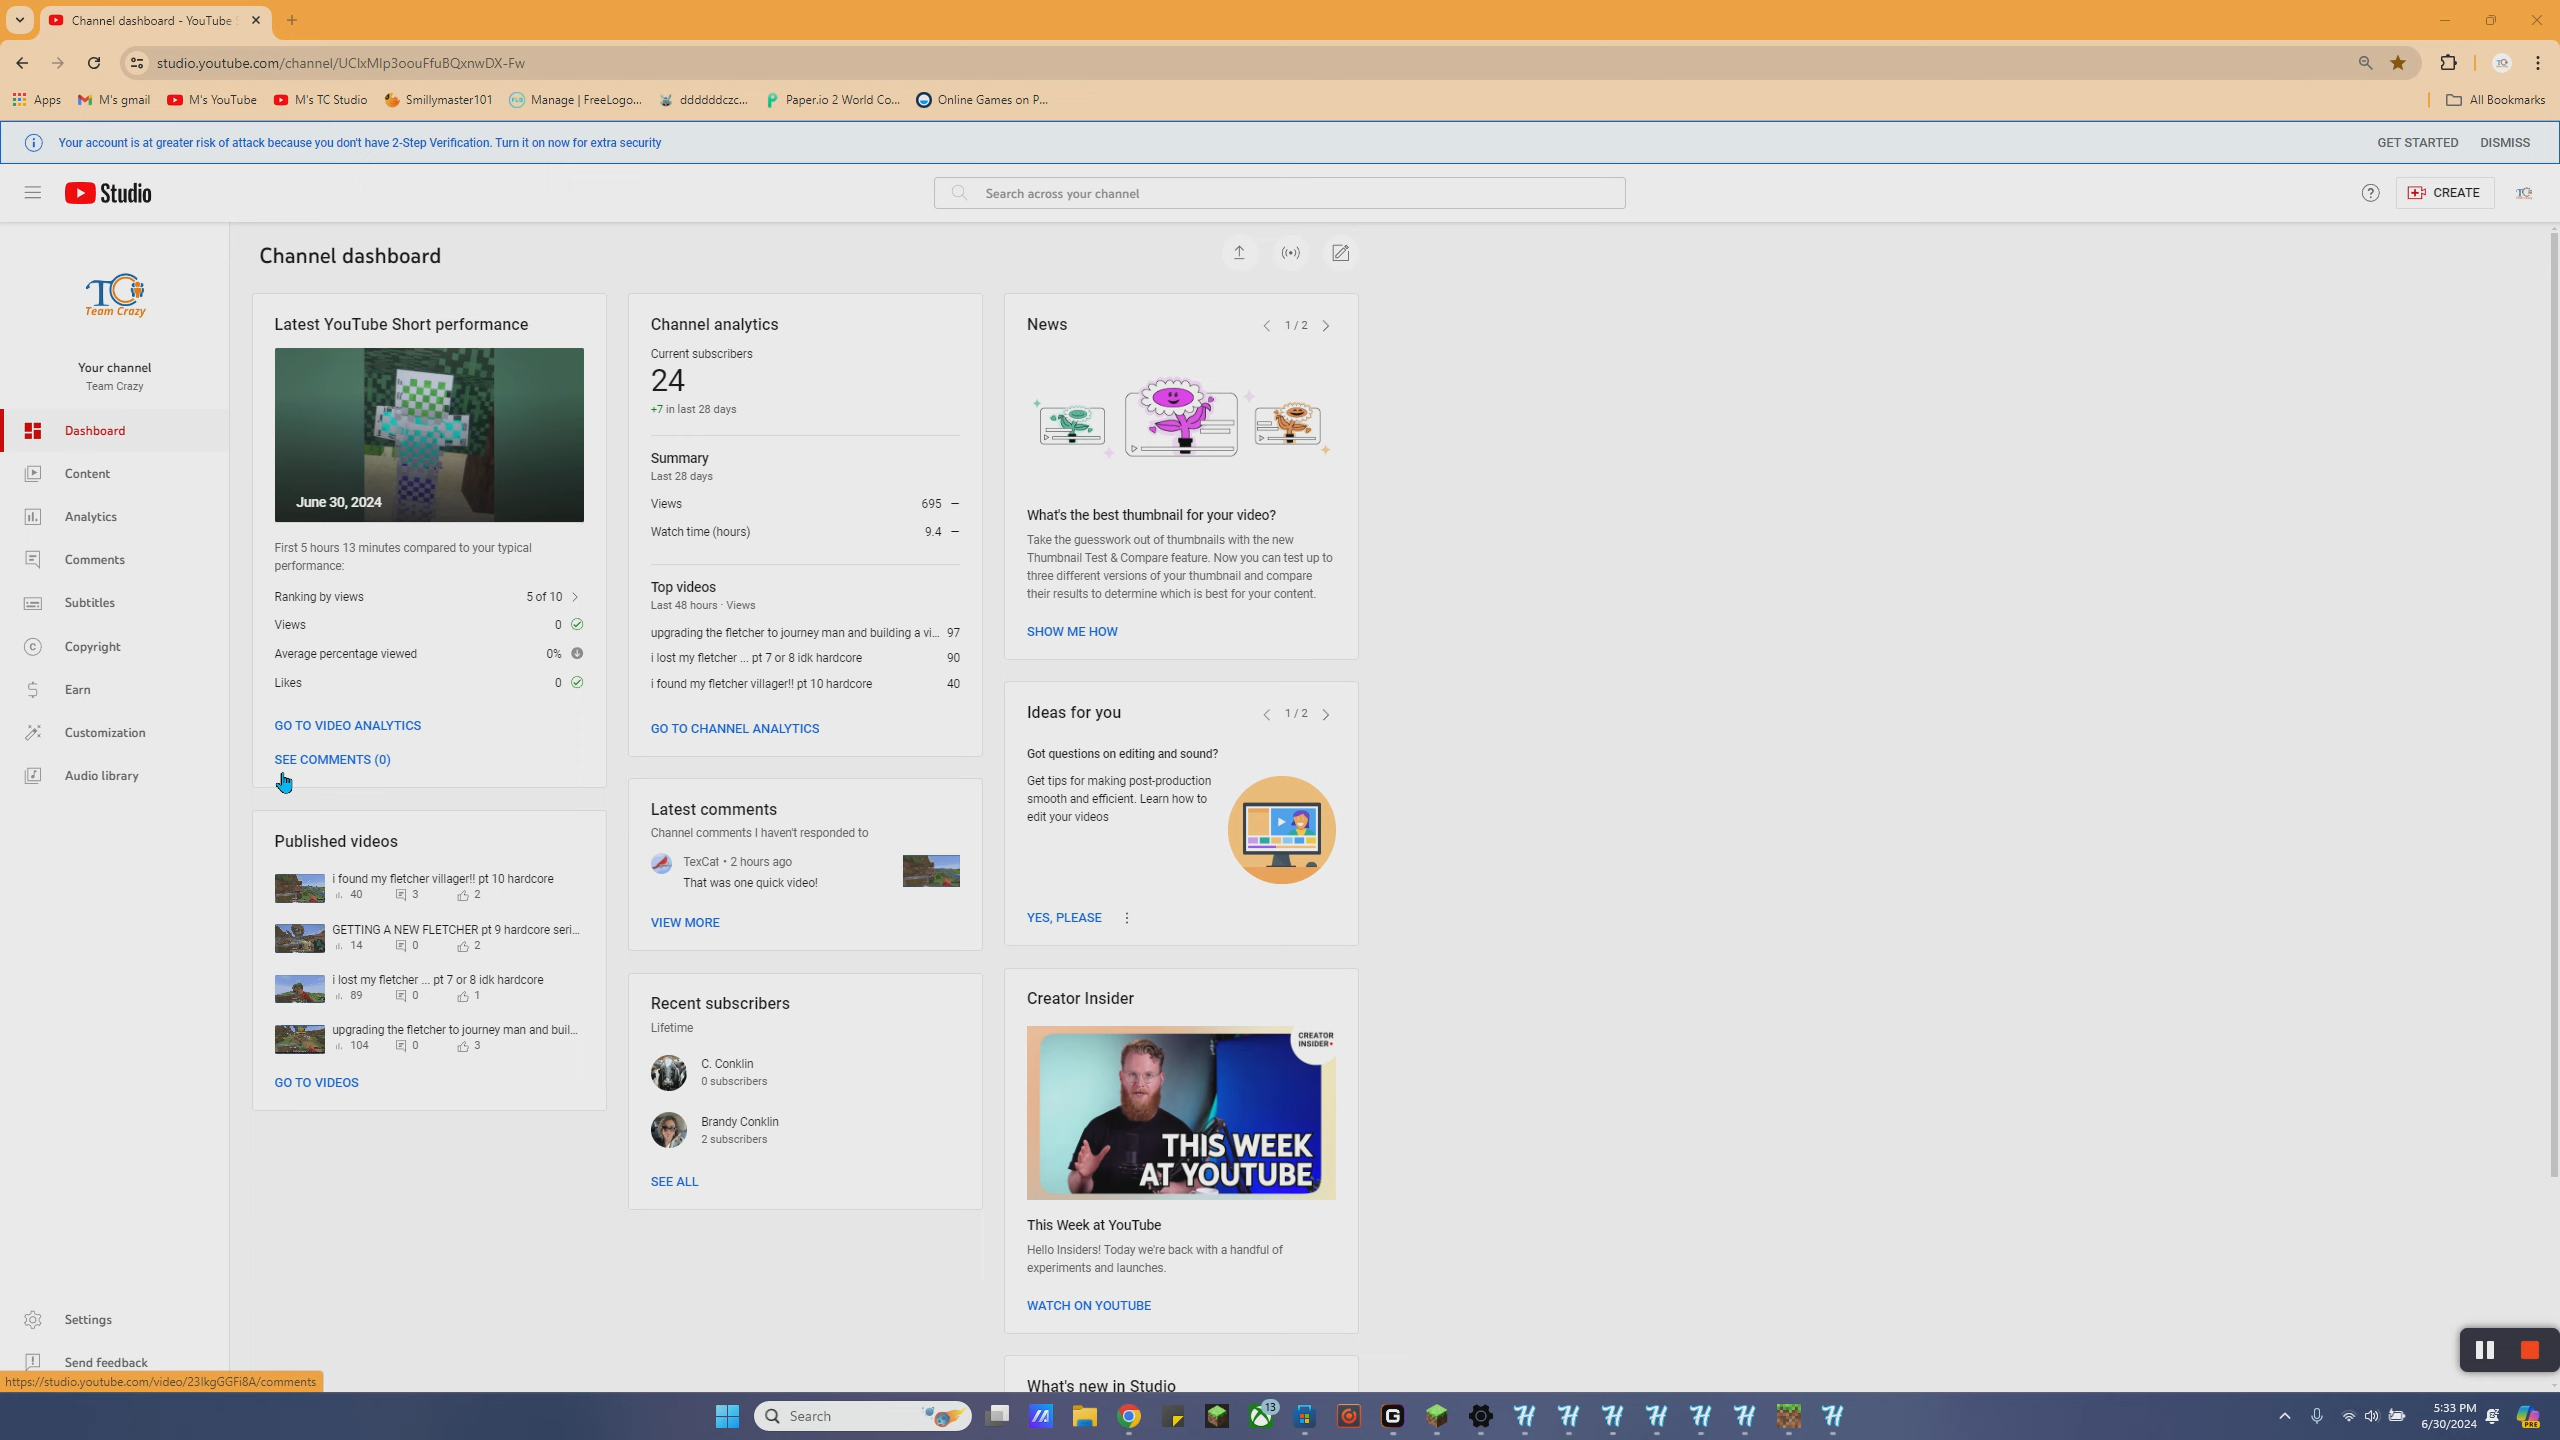 Channel dashboard - YouTube S
studio.youtube.com/channel/UClxMlp3oouFfuBQxnwDX-Fw
Apps
M's gmail
M's YouTube
M's TC Studio
Smillymaster101
Manage | FreeLogo...
ddddddczc...
Paper.io 2 World Co...
Online Games on P...
All Bookmarks
Your account is at greater risk of attack because you don't have 2-Step Verification. Turn it on now for extra security
GET STARTED
DISMISS
Studio
Search across your channel
CREATE
TC
Team Crazy
Your channel
Team Crazy
Dashboard
Content
Analytics
Comments
Subtitles
Copyright
Earn
Customization
Audio library
Settings
Send feedback
Channel dashboard
Latest YouTube Short performance
June 30, 2024
First 5 hours 13 minutes compared to your typical
performance:
Ranking by views 5 of 10
Views 0
Average percentage viewed 0%
Likes 0
GO TO VIDEO ANALYTICS
SEE COMMENTS (0)
Published videos
i found my fletcher villager!! pt 10 hardcore
40 3 2
GETTING A NEW FLETCHER pt 9 hardcore seri...
14 0 2
i lost my fletcher ... pt 7 or 8 idk hardcore
89 0 1
upgrading the fletcher to journey man and buil...
104 0 3
GO TO VIDEOS
Channel analytics
Current subscribers
24
+7 in last 28 days
Summary
Last 28 days
Views 695 —
Watch time (hours) 9.4 —
Top videos
Last 48 hours · Views
upgrading the fletcher to journey man and building a vi... 97
i lost my fletcher ... pt 7 or 8 idk hardcore 90
i found my fletcher villager!! pt 10 hardcore 40
GO TO CHANNEL ANALYTICS
Latest comments
Channel comments I haven't responded to
TexCat • 2 hours ago
That was one quick video!
VIEW MORE
Recent subscribers
Lifetime
C. Conklin
0 subscribers
Brandy Conklin
2 subscribers
SEE ALL
News
1 / 2
What's the best thumbnail for your video?
Take the guesswork out of thumbnails with the new
Thumbnail Test & Compare feature. Now you can test up to
three different versions of your thumbnail and compare
their results to determine which is best for your content.
SHOW ME HOW
Ideas for you
1 / 2
Got questions on editing and sound?
Get tips for making post-production
smooth and efficient. Learn how to
edit your videos
YES, PLEASE
Creator Insider
CREATOR
INSIDER
THIS WEEK
AT YOUTUBE
This Week at YouTube
Hello Insiders! Today we're back with a handful of
experiments and launches.
WATCH ON YOUTUBE
What's new in Studio
https://studio.youtube.com/video/23IkgGGFi8A/comments
Search
13
5:33 PM
6/30/2024
PRE